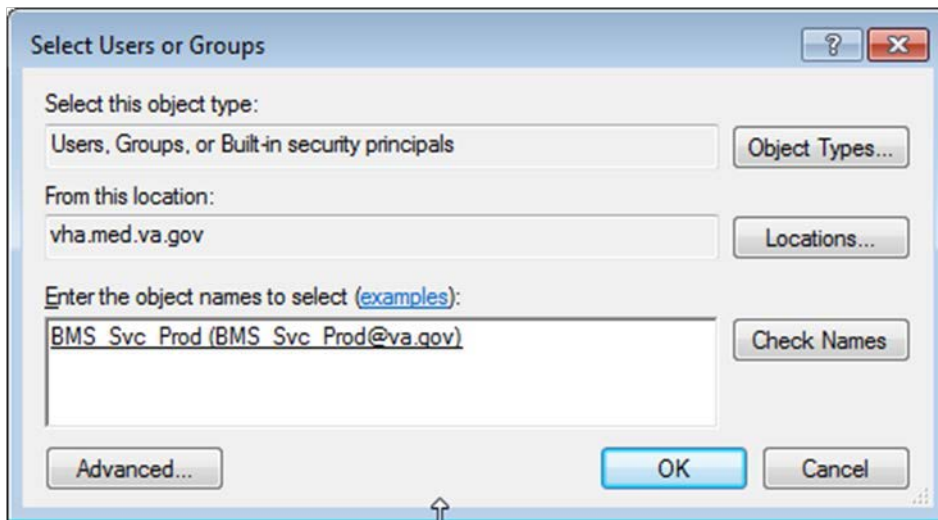 Select Users or Groups
Select this object type:
Users, Groups, or Built-in security principals
Object Types...
From this location:
vha.med.va.gov
Locations...
Enter the object names to select (examples):
BMS_Svc_Prod (BMS_Svc_Prod@va.gov)
Check Names
Advanced...
OK
Cancel